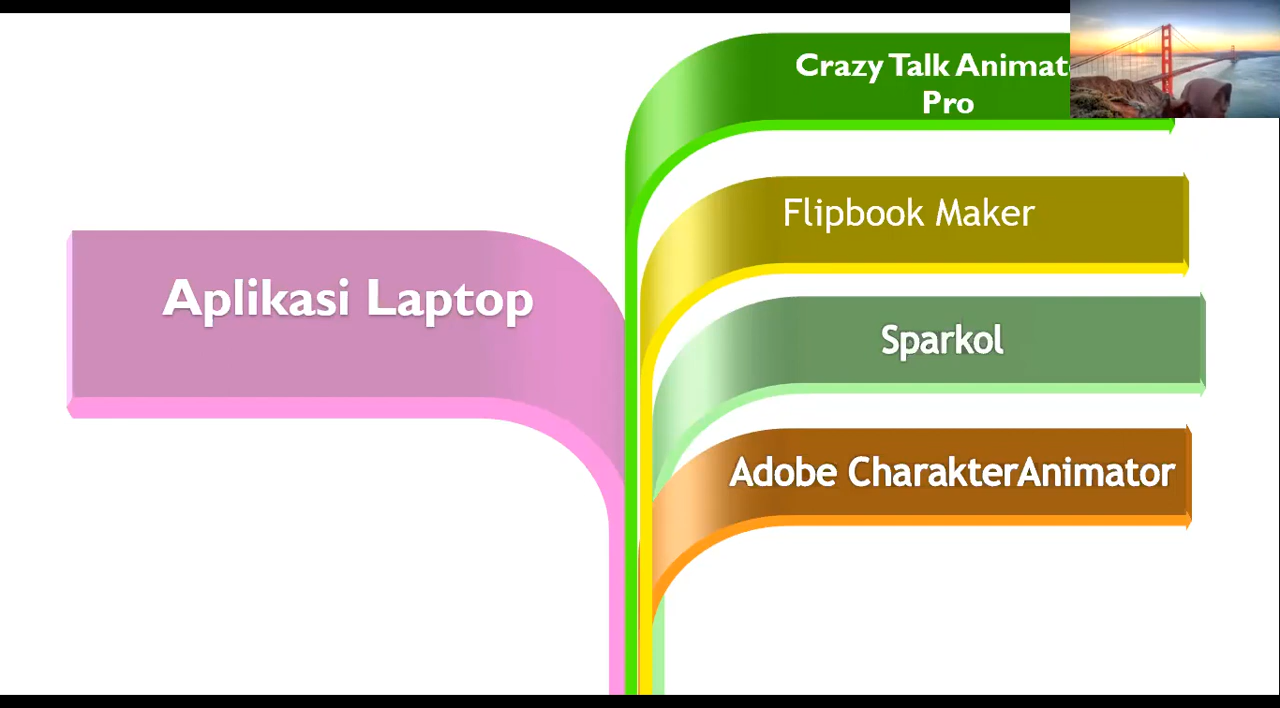 Crazy Talk Animat
Pro
Flipbook Maker
Aplikasi Laptop
Sparkol
Adobe CharakterAnimator